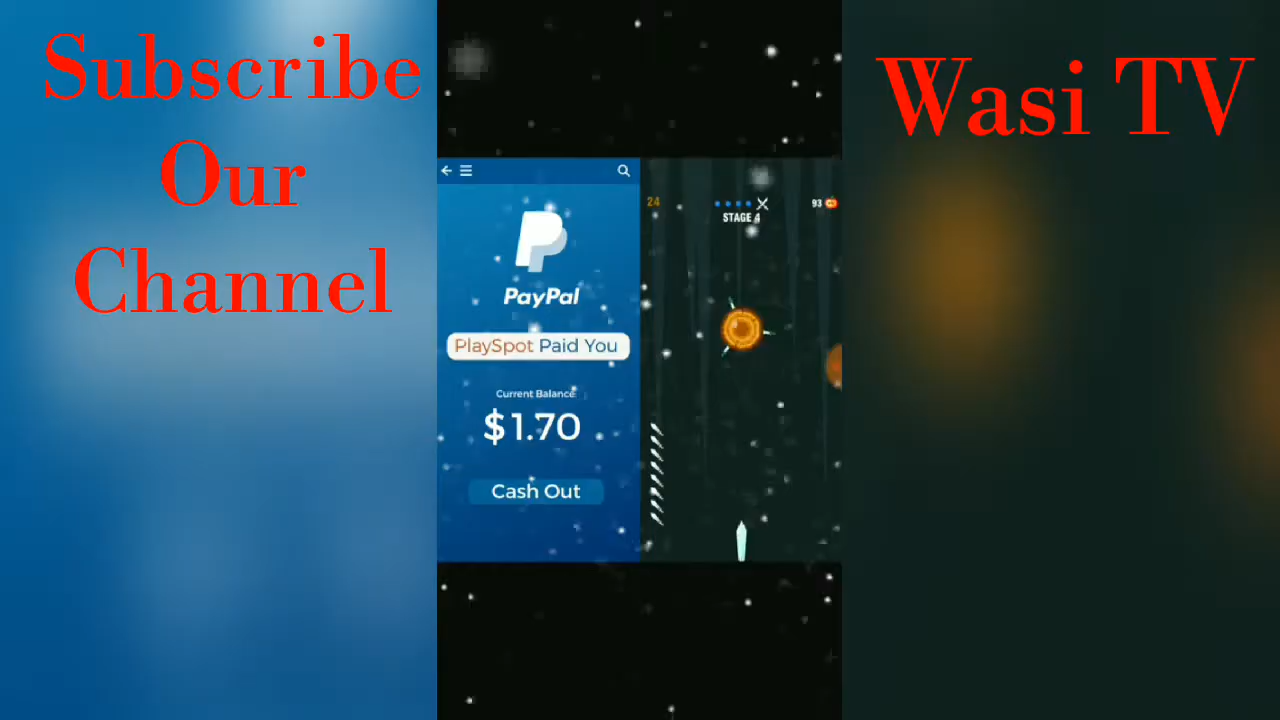 Subscribe
Our
Channel
Wasi TV
PayPal
PlaySpot Paid You
Current Balance
$1.70
Cash Out
24
STAGE 4
93